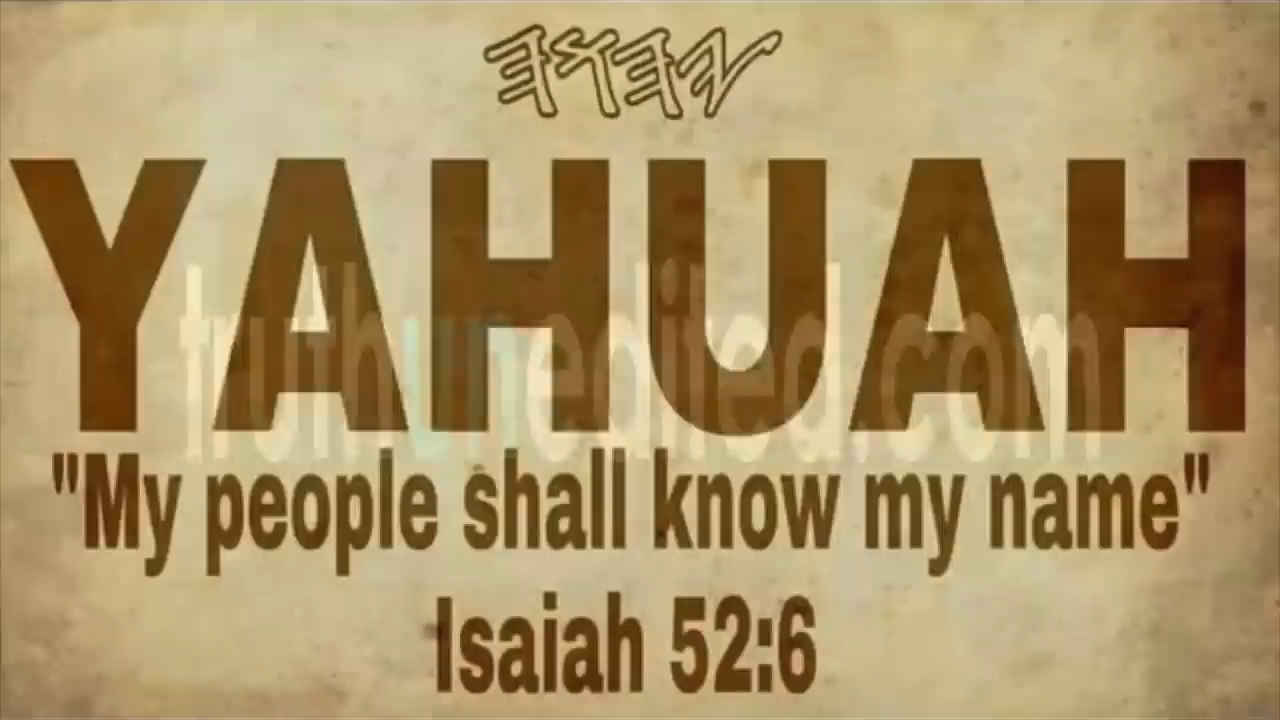 𐤉𐤄𐤅𐤄
YAHUAH
truthunedited.com
"My people shall know my name"
Isaiah 52:6